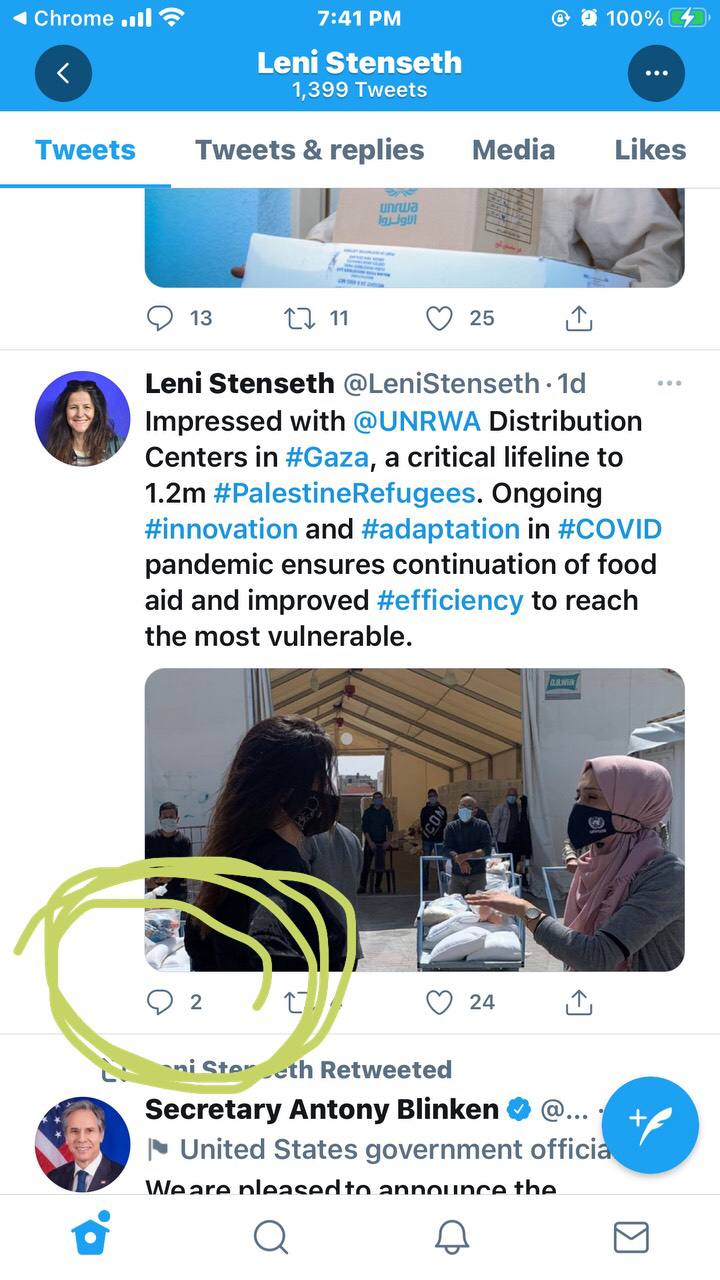 Chrome
7:41 PM
100%
Leni Stenseth
1,399 Tweets
Tweets Tweets & replies Media Likes
unrwa
الأونروا
13 11 25
Leni Stenseth @LeniStenseth · 1d
Impressed with @UNRWA Distribution
Centers in #Gaza, a critical lifeline to
1.2m #PalestineRefugees. Ongoing
#innovation and #adaptation in #COVID
pandemic ensures continuation of food
aid and improved #efficiency to reach
the most vulnerable.
ICON
2 24
Leni Stenseth Retweeted
Secretary Antony Blinken @... ·
United States government officia
We are pleased to announce the